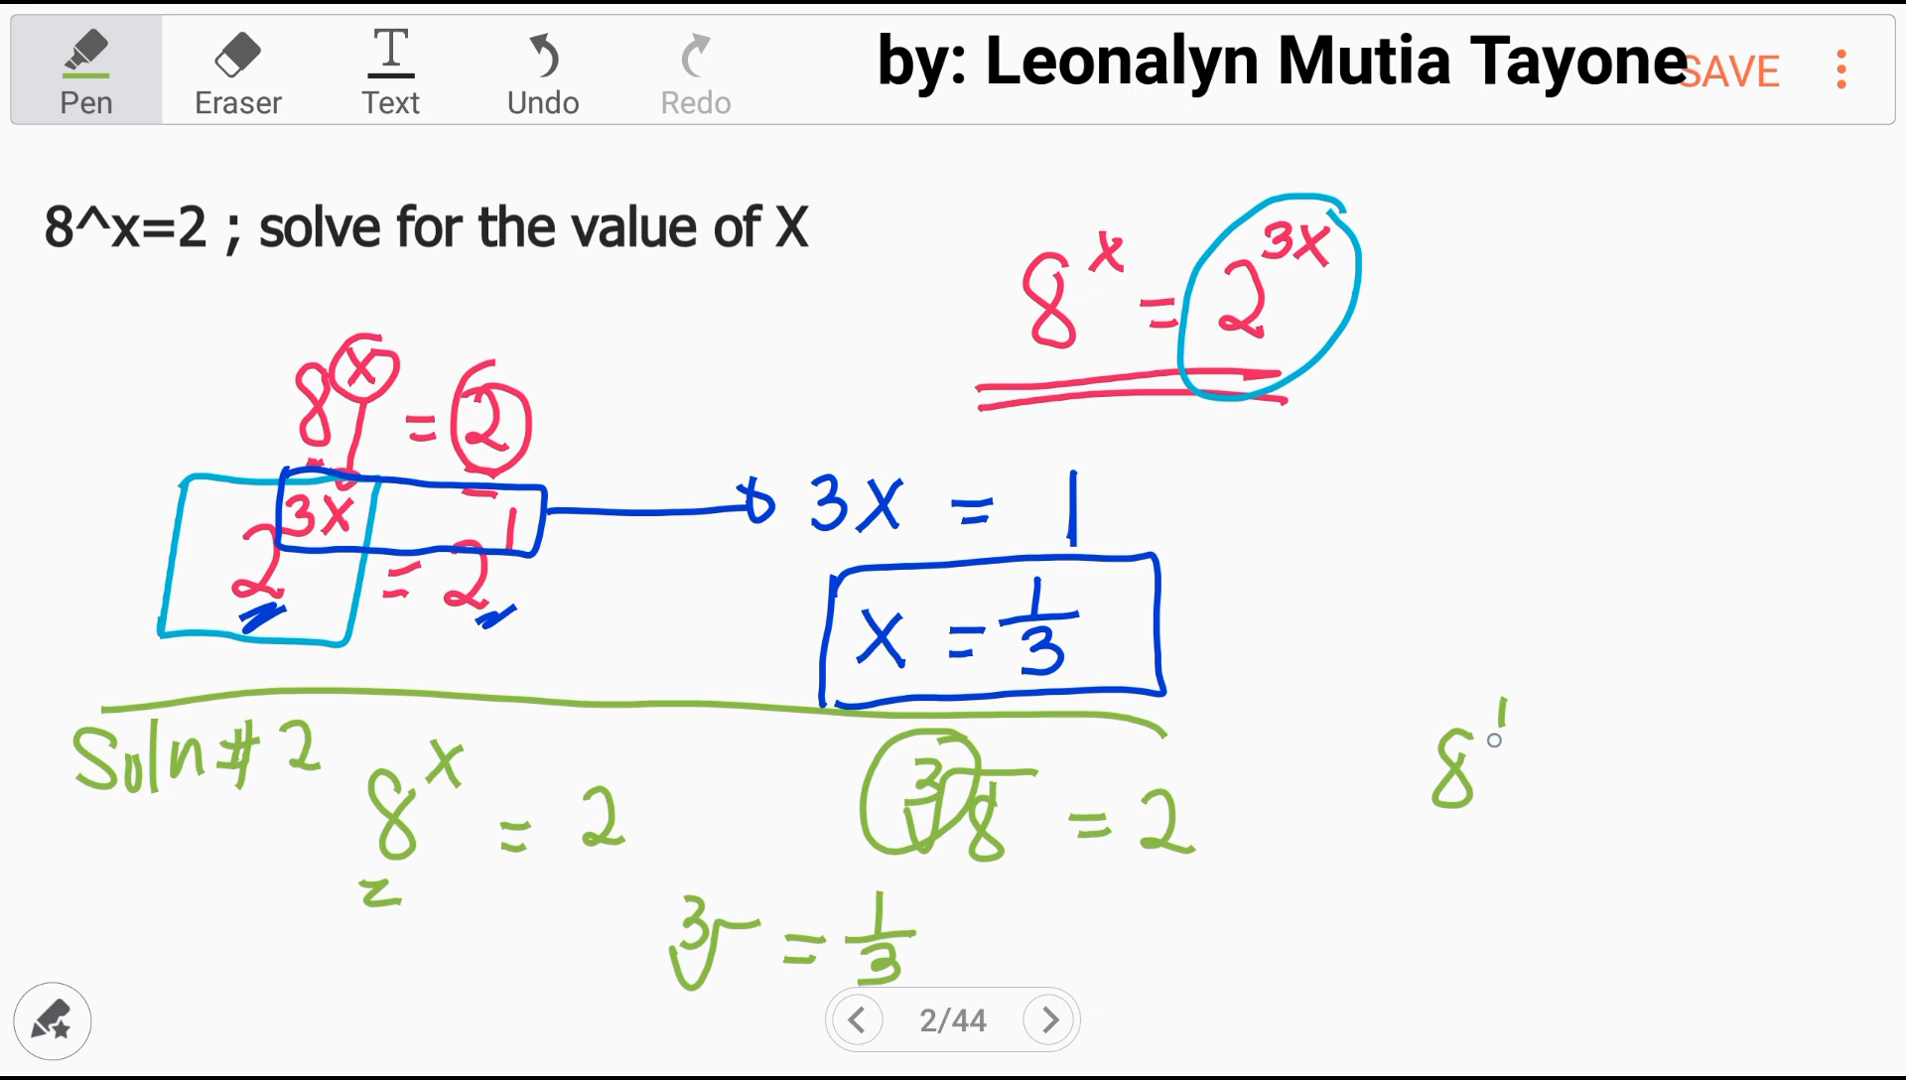 Pen Eraser Text Undo Redo by: Leonalyn Mutia Tayone SAVE
8^x=2 ; solve for the value of X
8^x = 2^3x
8^x = 2
2^3x = 2^1
3x = 1
x = 1/3
Soln # 2
8^x = 2
∛8 = 2
8^1
∛ = 1/3
2/44